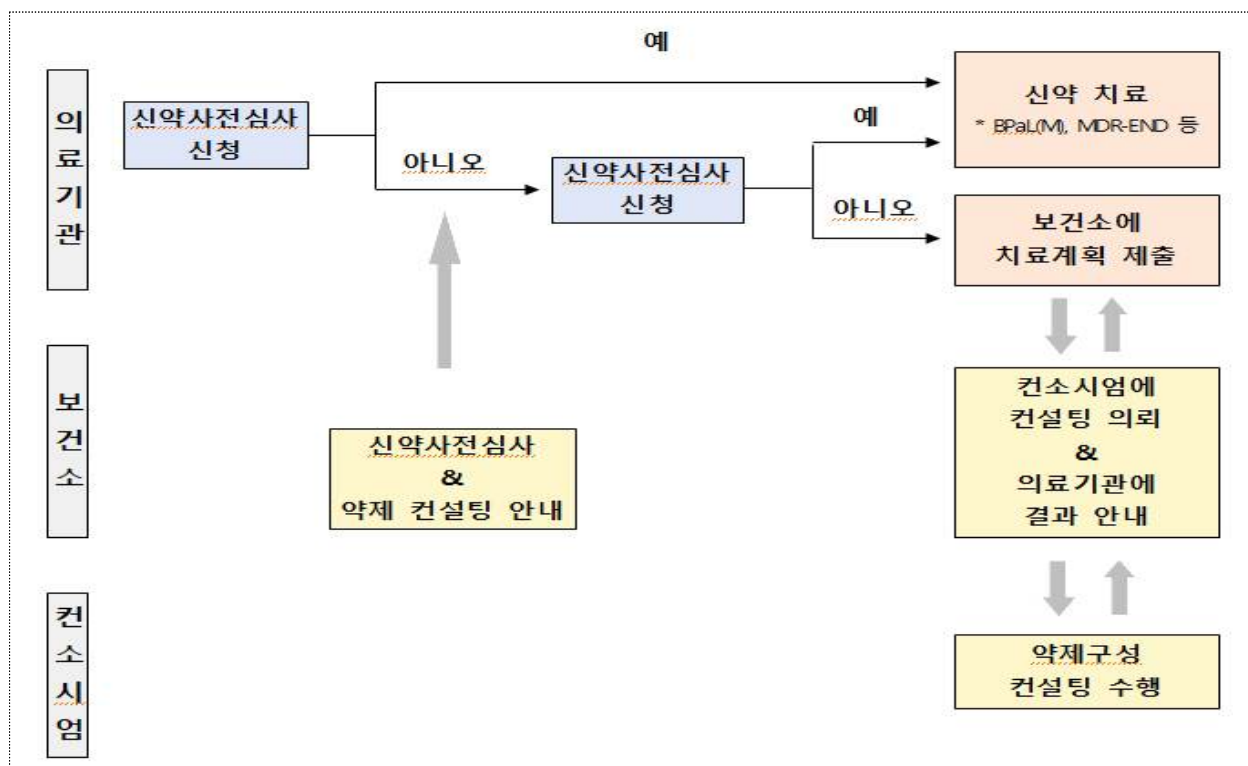 예
의료기관
신약사전심사
신청
아니오
신약사전심사
신청
예
아니오
신약 치료
* BPaL(M), MDR-END 등
보건소에
치료계획 제출
보건소
신약사전심사
&
약제 컨설팅 안내
컨소시엄에
컨설팅 의뢰
&
의료기관에
결과 안내
컨소시엄
약제구성
컨설팅 수행